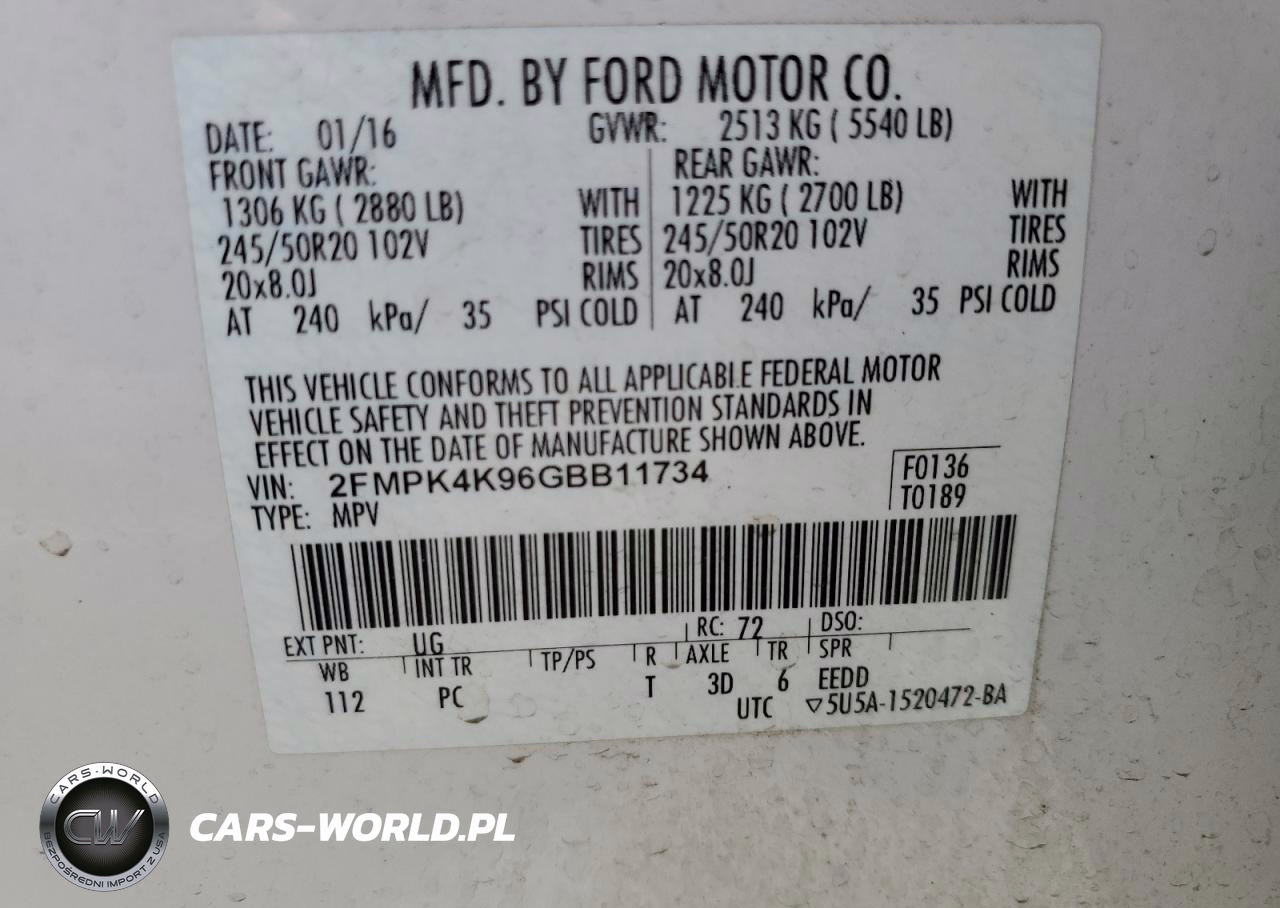 MFD. BY FORD MOTOR CO.
DATE: 01/16 GVWR: 2513 KG ( 5540 LB)
FRONT GAWR: REAR GAWR:
1306 KG ( 2880 LB) WITH 1225 KG ( 2700 LB) WITH
245/50R20 102V TIRES 245/50R20 102V TIRES
20x8.0J RIMS 20x8.0J RIMS
AT 240 kPa/ 35 PSI COLD AT 240 kPa/ 35 PSI COLD
THIS VEHICLE CONFORMS TO ALL APPLICABLE FEDERAL MOTOR
VEHICLE SAFETY AND THEFT PREVENTION STANDARDS IN
EFFECT ON THE DATE OF MANUFACTURE SHOWN ABOVE.
VIN: 2FMPK4K96GBB11734 F0136
TYPE: MPV T0189
EXT PNT: UG RC: 72 DSO:
WB INT TR TP/PS R AXLE TR SPR
112 PC T 3D 6 EEDD
UTC ▽5U5A-1520472-BA
CARS-WORLD
CW
BEZPOŚREDNI IMPORT Z USA
CARS-WORLD.PL